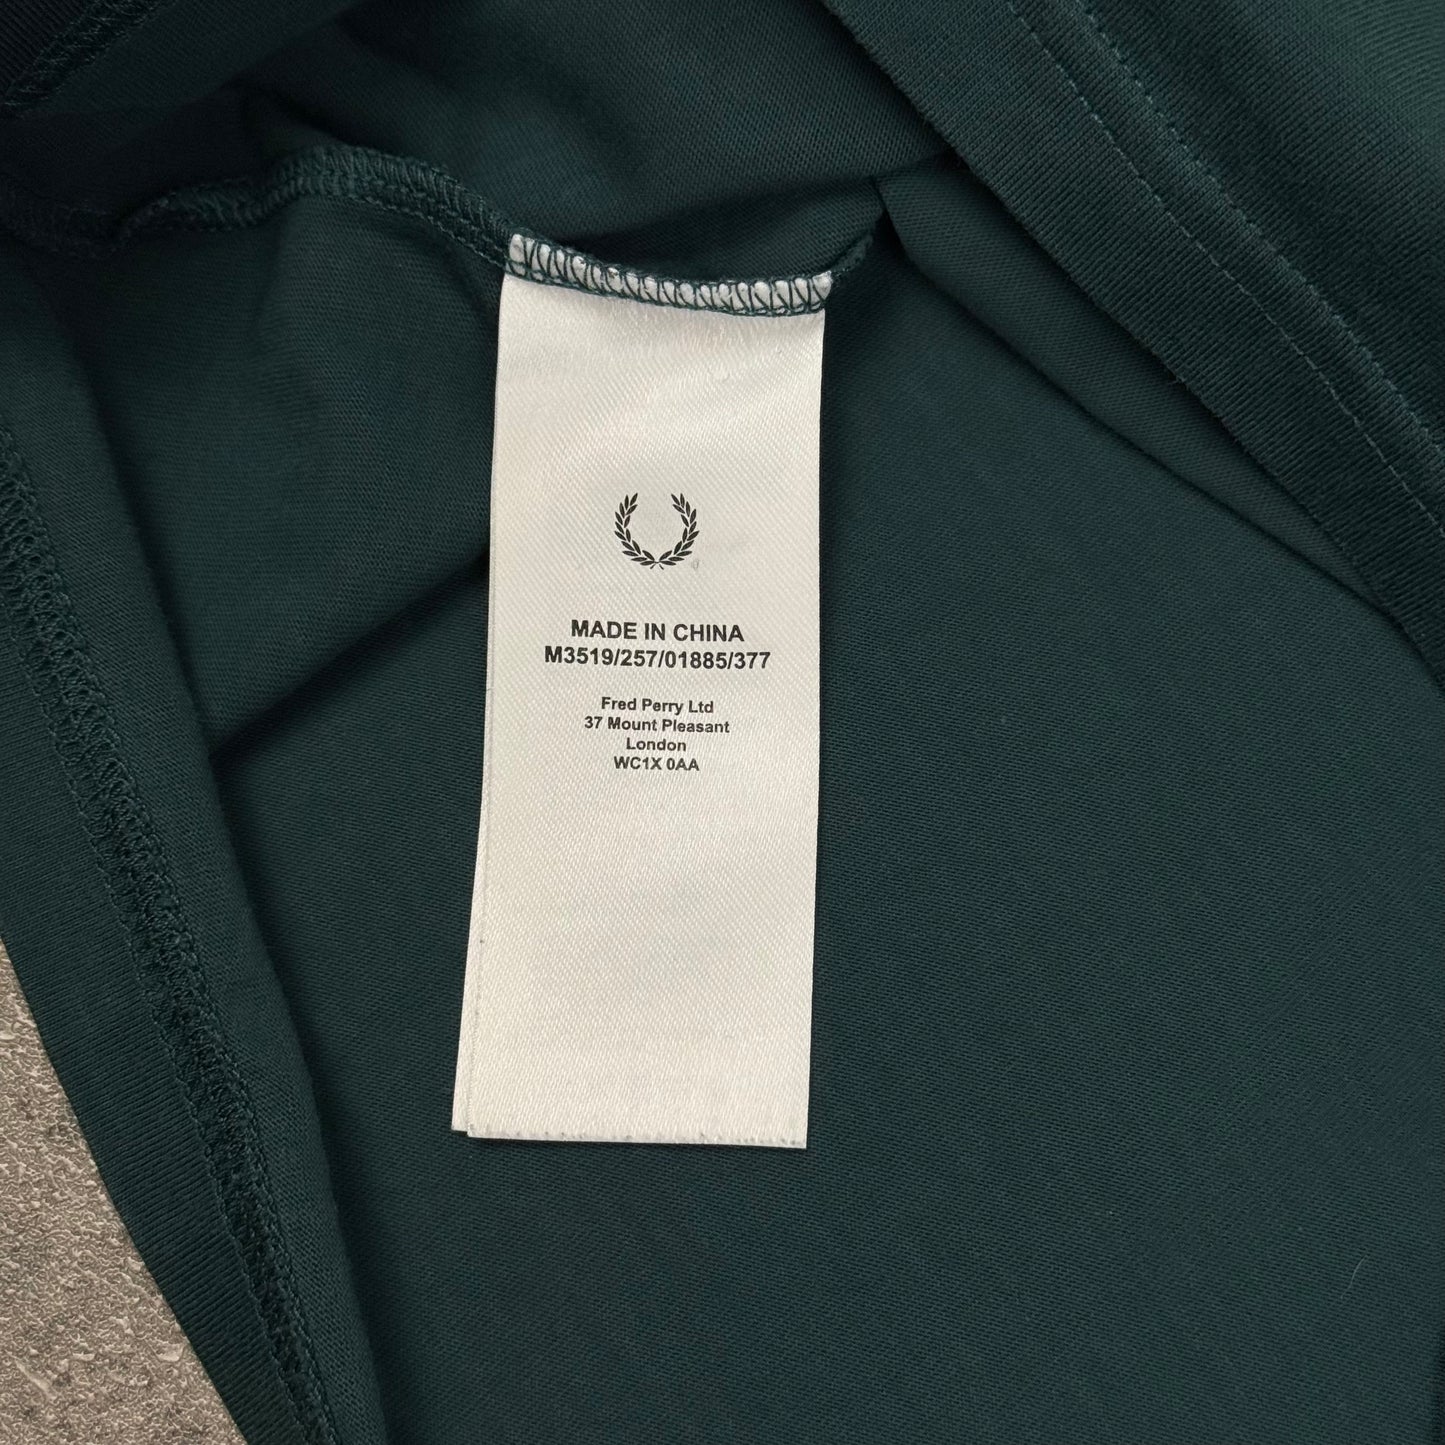 MADE IN CHINA
M3519/257/01885/377
Fred Perry Ltd
37 Mount Pleasant
London
WC1X 0AA